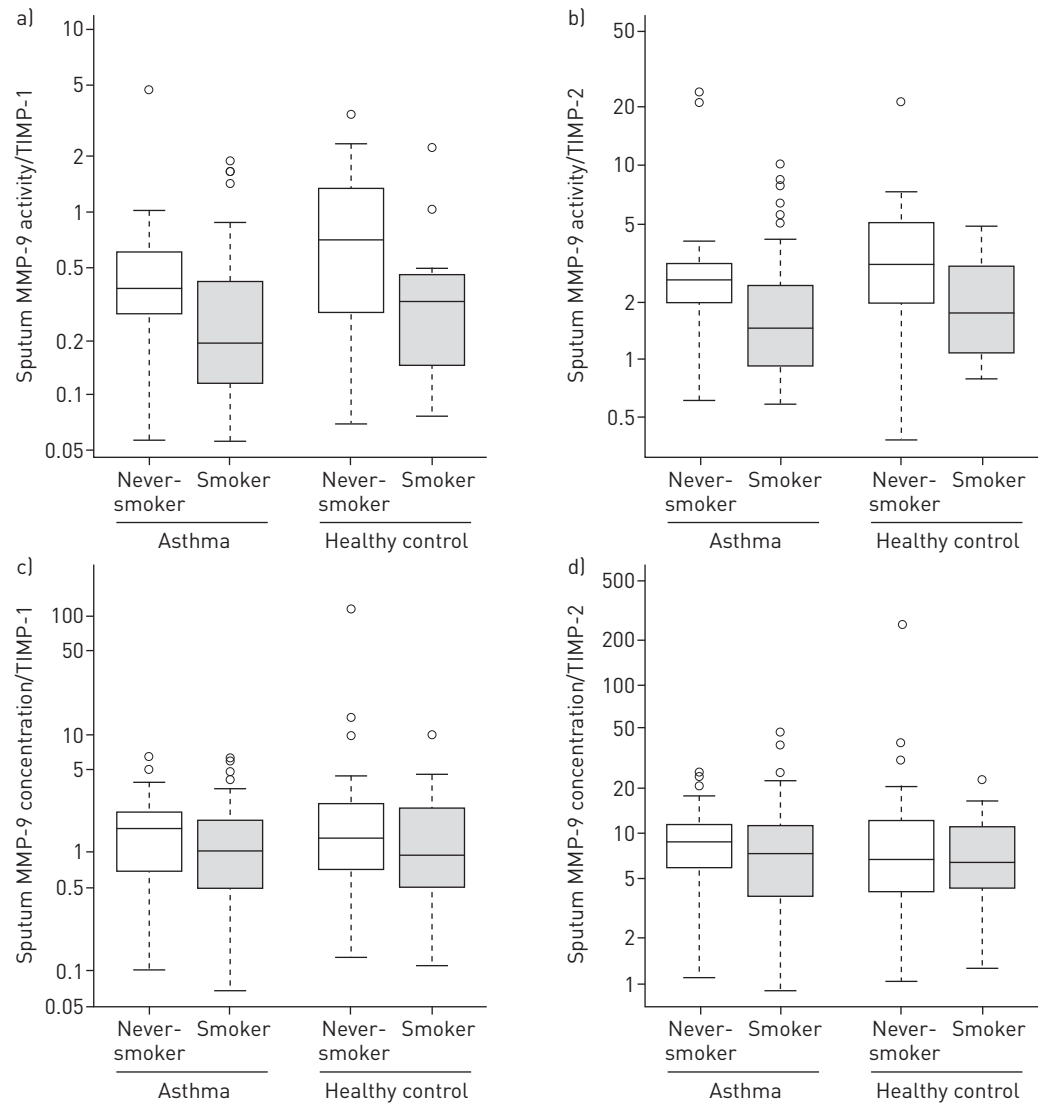 a)
Sputum MMP-9 activity/TIMP-1
10
5
2
1
0.5
0.2
0.1
0.05
Never-
smoker
Smoker
Never-
smoker
Smoker
Asthma
Healthy control
b)
Sputum MMP-9 activity/TIMP-2
50
20
10
5
2
1
0.5
Never-
smoker
Smoker
Never-
smoker
Smoker
Asthma
Healthy control
c)
Sputum MMP-9 concentration/TIMP-1
100
50
10
5
1
0.5
0.1
0.05
Never-
smoker
Smoker
Never-
smoker
Smoker
Asthma
Healthy control
d)
Sputum MMP-9 concentration/TIMP-2
500
200
100
50
20
10
5
2
1
Never-
smoker
Smoker
Never-
smoker
Smoker
Asthma
Healthy control